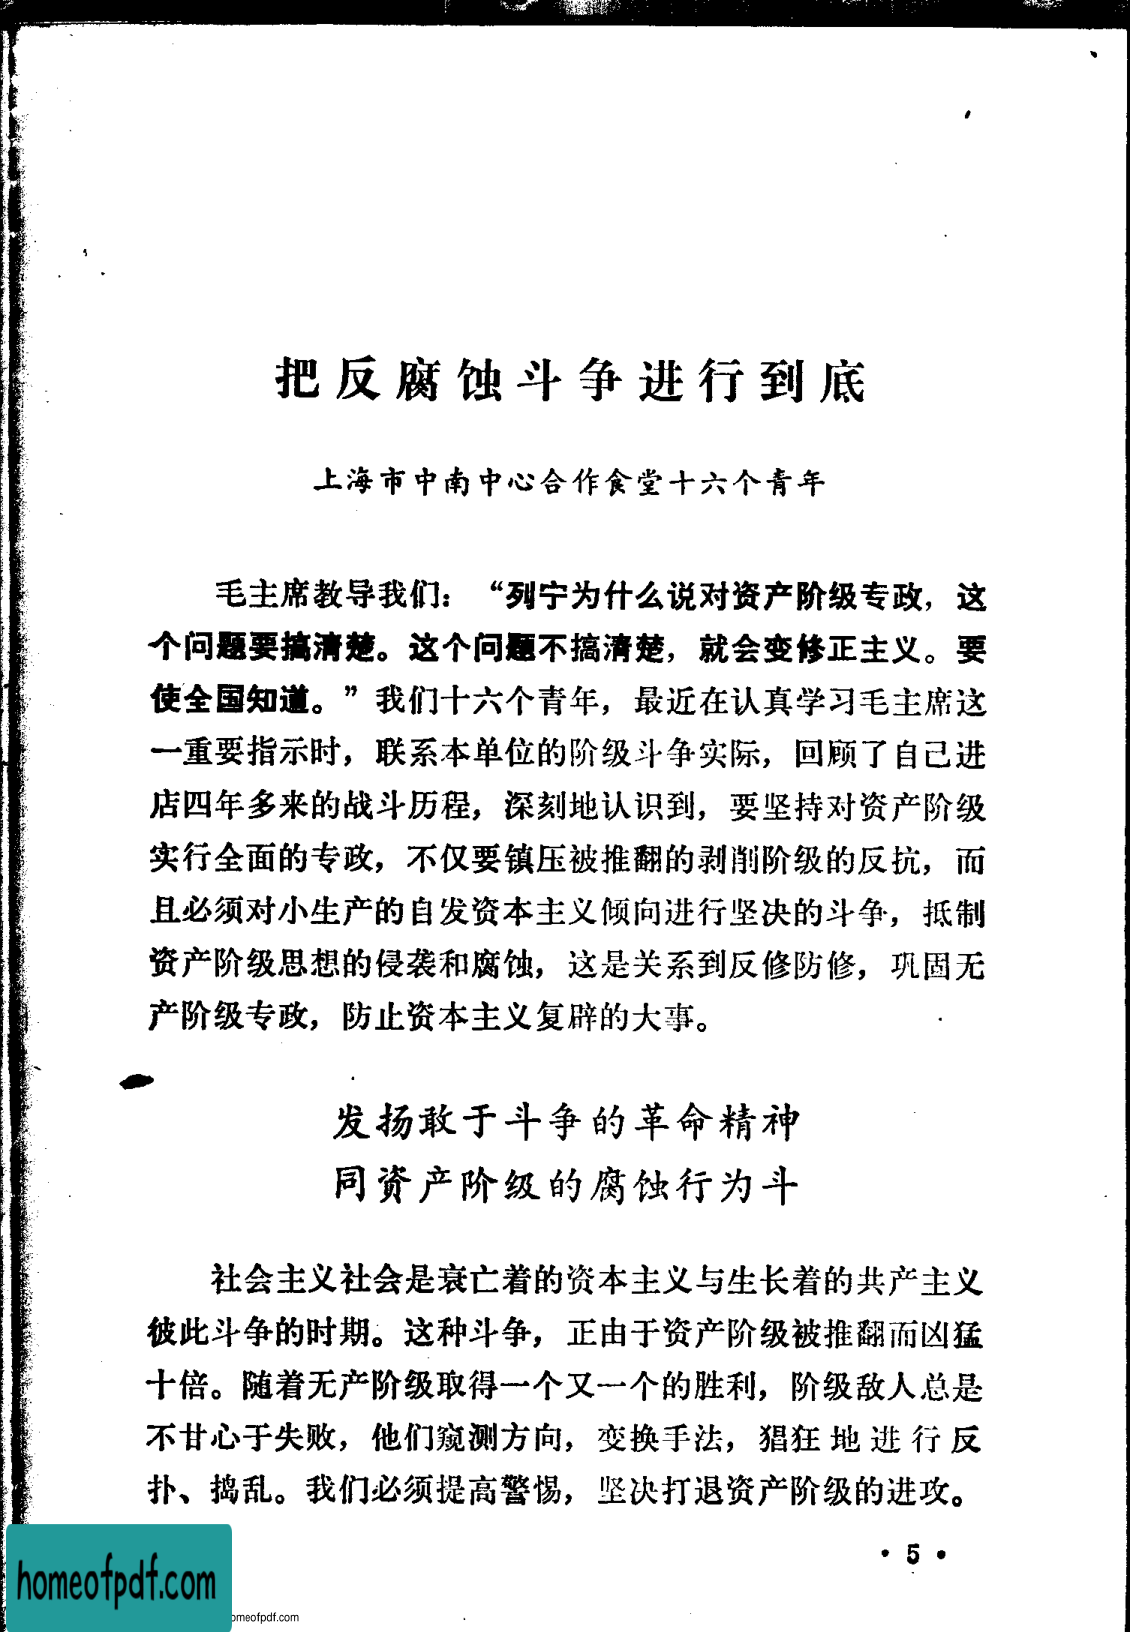 把反腐蚀斗争进行到底
上海市中南中心合作食堂十六个青年
毛主席教导我们：“列宁为什么说对资产阶级专政，这
个问题要搞清楚。这个问题不搞清楚，就会变修正主义。要
使全国知道。”我们十六个青年，最近在认真学习毛主席这
一重要指示时，联系本单位的阶级斗争实际，回顾了自己进
店四年多来的战斗历程，深刻地认识到，要坚持对资产阶级
实行全面的专政，不仅要镇压被推翻的剥削阶级的反抗，而
且必须对小生产的自发资本主义倾向进行坚决的斗争，抵制
资产阶级思想的侵袭和腐蚀，这是关系到反修防修，巩固无
产阶级专政，防止资本主义复辟的大事。
发扬敢于斗争的革命精神
同资产阶级的腐蚀行为斗
社会主义社会是衰亡着的资本主义与生长着的共产主义
彼此斗争的时期。这种斗争，正由于资产阶级被推翻而凶猛
十倍。随着无产阶级取得一个又一个的胜利，阶级敌人总是
不甘心于失败，他们窥测方向，变换手法，猖狂地进行反
扑、捣乱。我们必须提高警惕，坚决打退资产阶级的进攻。
• 5 •
homeofpdf.com
omeofpdf.com